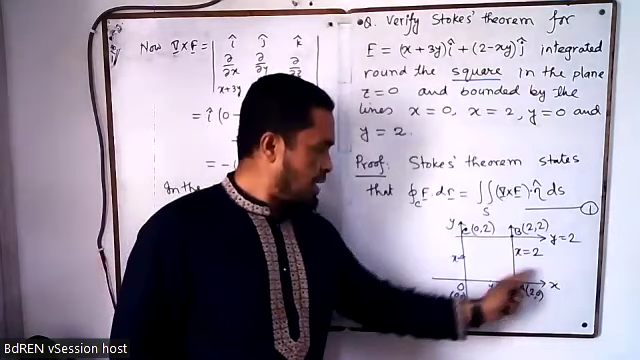 Now ∇×F = | î ĵ k̂
∂/∂x ∂/∂y ∂/∂z
x+3y
= î (0-
= -(
In the
Q. Verify Stokes' theorem for
F = (x+3y)î + (2-xy)ĵ integrated
round the square in the plane
z=0 and bounded by the
lines x=0, x=2, y=0 and
y=2.
Proof: Stokes' theorem states
that ∮_C F.dr = ∬_S (∇×F).n̂ ds
①
y C(0,2) B(2,2)
y=2
x=2
O A(2,0) x
BdREN vSession host